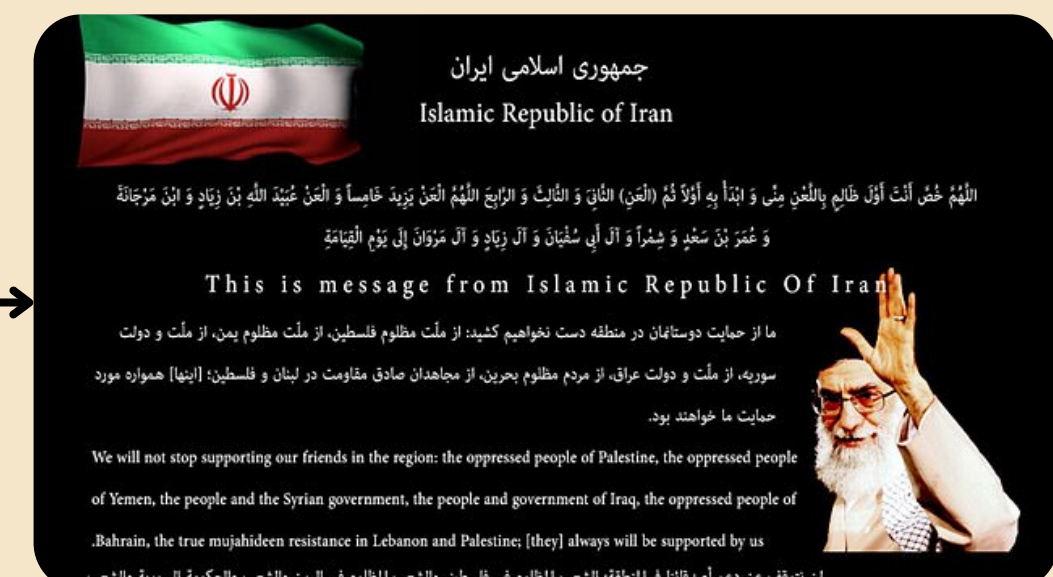 جمهوری اسلامی ایران
Islamic Republic of Iran
اللَّهُمَّ خُصَّ أَنْتَ أَوَّلَ ظَالِمٍ بِاللَّعْنِ مِنِّی وَ ابْدَأْ بِهِ أَوَّلاً ثُمَّ (الْعَنِ) الثَّانِیَ وَ الثَّالِثَ وَ الرَّابِعَ اللَّهُمَّ الْعَنْ یَزِیدَ خَامِساً وَ الْعَنْ عُبَیْدَ اللَّهِ بْنَ زِیَادٍ وَ ابْنَ مَرْجَانَةَ
وَ عُمَرَ بْنَ سَعْدٍ وَ شِمْراً وَ آلَ أَبِی سُفْیَانَ وَ آلَ زِیَادٍ وَ آلَ مَرْوَانَ إِلَى یَوْمِ الْقِیَامَةِ
This is message from Islamic Republic Of Iran
ما از حمایت دوستانمان در منطقه دست نخواهیم کشید: از ملّت مظلوم فلسطین، از ملّت مظلوم یمن، از ملّت و دولت
سوریه، از ملّت و دولت عراق، از مردم مظلوم بحرین، از مجاهدان صادق مقاومت در لبنان و فلسطین؛ [اینها] همواره مورد
حمایت ما خواهند بود.
We will not stop supporting our friends in the region: the oppressed people of Palestine, the oppressed people
of Yemen, the people and the Syrian government, the people and government of Iraq, the oppressed people of
.Bahrain, the true mujahideen resistance in Lebanon and Palestine; [they] always will be supported by us